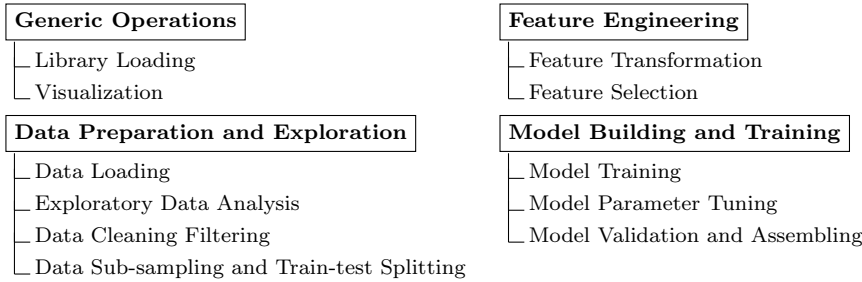 Generic Operations
Library Loading
Visualization
Data Preparation and Exploration
Data Loading
Exploratory Data Analysis
Data Cleaning Filtering
Data Sub-sampling and Train-test Splitting
Feature Engineering
Feature Transformation
Feature Selection
Model Building and Training
Model Training
Model Parameter Tuning
Model Validation and Assembling